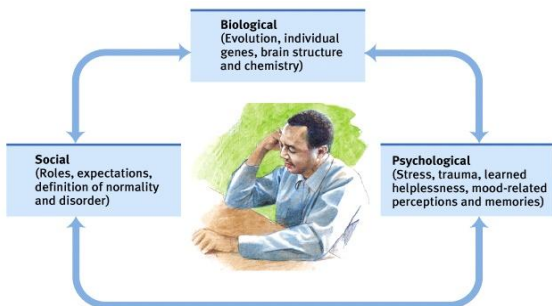 Biological
(Evolution, individual
genes, brain structure
and chemistry)
Social
(Roles, expectations,
definition of normality
and disorder)
Psychological
(Stress, trauma, learned
helplessness, mood-related
perceptions and memories)